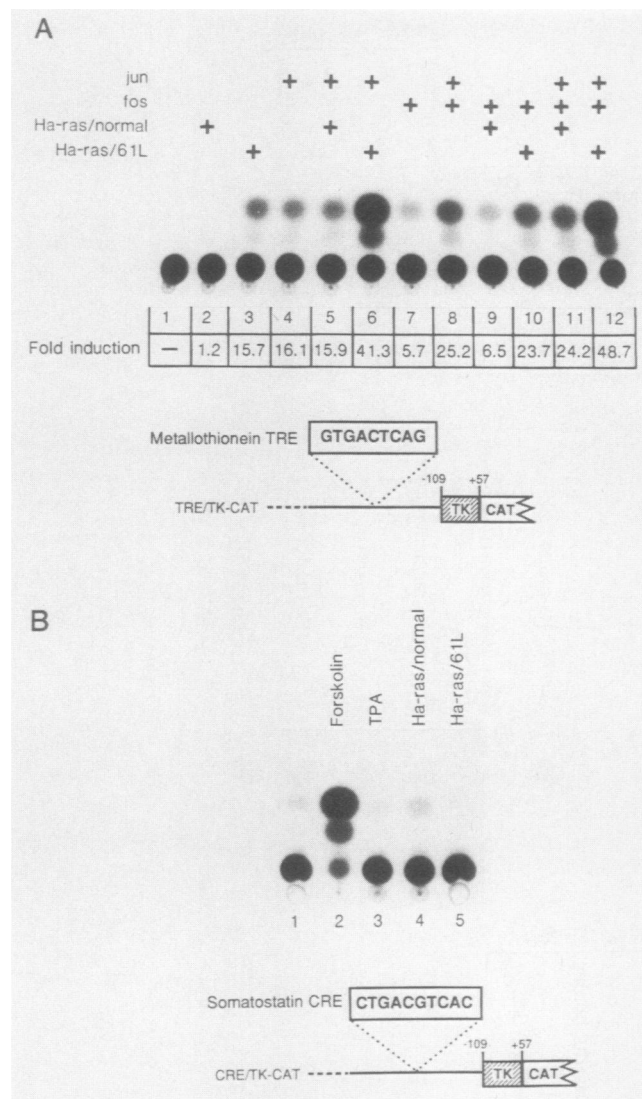 A
jun + + + + + +
fos + + + + + +
Ha-ras/normal + + + +
Ha-ras/61L + + + +
1 2 3 4 5 6 7 8 9 10 11 12
Fold induction — 1.2 15.7 16.1 15.9 41.3 5.7 25.2 6.5 23.7 24.2 48.7
Metallothionein TRE GTGACTCAG
-109 +57
TRE/TK-CAT TK CAT
B
Forskolin
TPA
Ha-ras/normal
Ha-ras/61L
1 2 3 4 5
Somatostatin CRE CTGACGTCAC
-109 +57
CRE/TK-CAT TK CAT